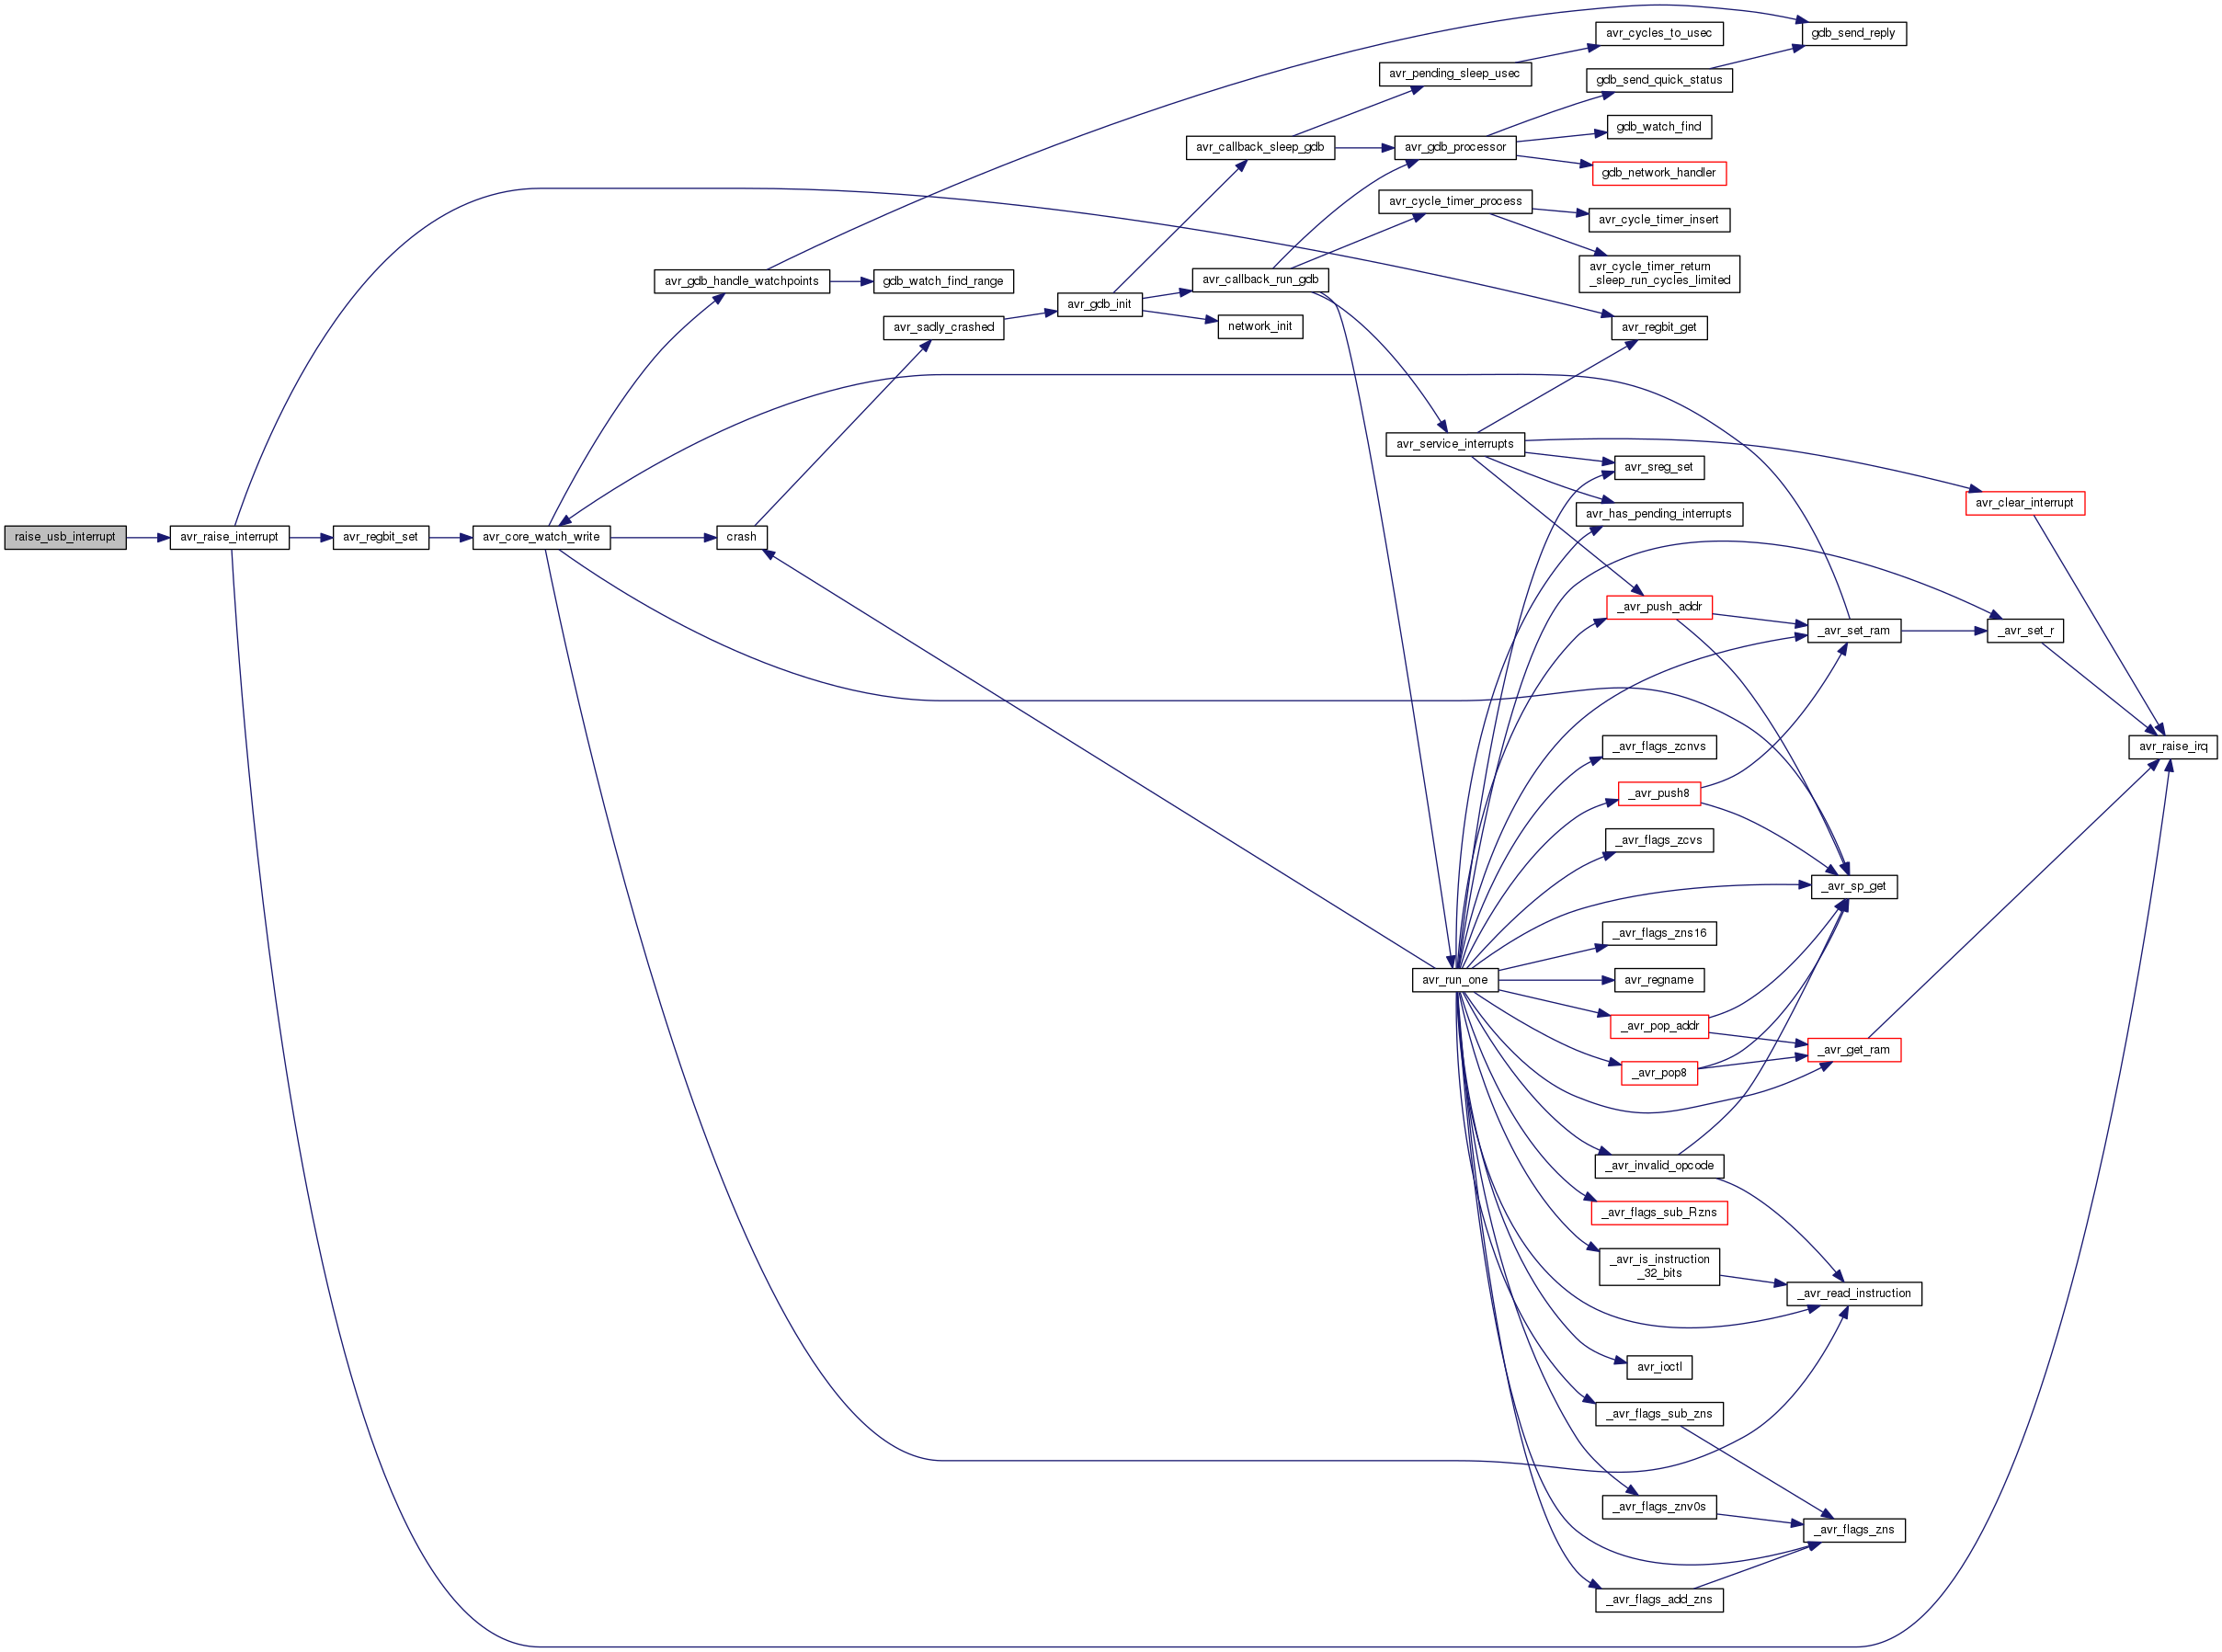 avr_cycles_to_usec
gdb_send_reply
avr_pending_sleep_usec
gdb_send_quick_status
gdb_watch_find
avr_callback_sleep_gdb
avr_gdb_processor
gdb_network_handler
avr_cycle_timer_process
avr_cycle_timer_insert
avr_cycle_timer_return
_sleep_run_cycles_limited
avr_gdb_handle_watchpoints
gdb_watch_find_range
avr_callback_run_gdb
avr_gdb_init
avr_sadly_crashed
network_init
avr_regbit_get
avr_service_interrupts
avr_sreg_set
avr_clear_interrupt
avr_has_pending_interrupts
raise_usb_interrupt
avr_raise_interrupt
avr_regbit_set
avr_core_watch_write
crash
_avr_push_addr
_avr_set_ram
_avr_set_r
_avr_flags_zcnvs
avr_raise_irq
_avr_push8
_avr_flags_zcvs
_avr_sp_get
_avr_flags_zns16
avr_run_one
avr_regname
_avr_pop_addr
_avr_get_ram
_avr_pop8
_avr_invalid_opcode
_avr_flags_sub_Rzns
_avr_is_instruction
_32_bits
_avr_read_instruction
avr_ioctl
_avr_flags_sub_zns
_avr_flags_znv0s
_avr_flags_zns
_avr_flags_add_zns